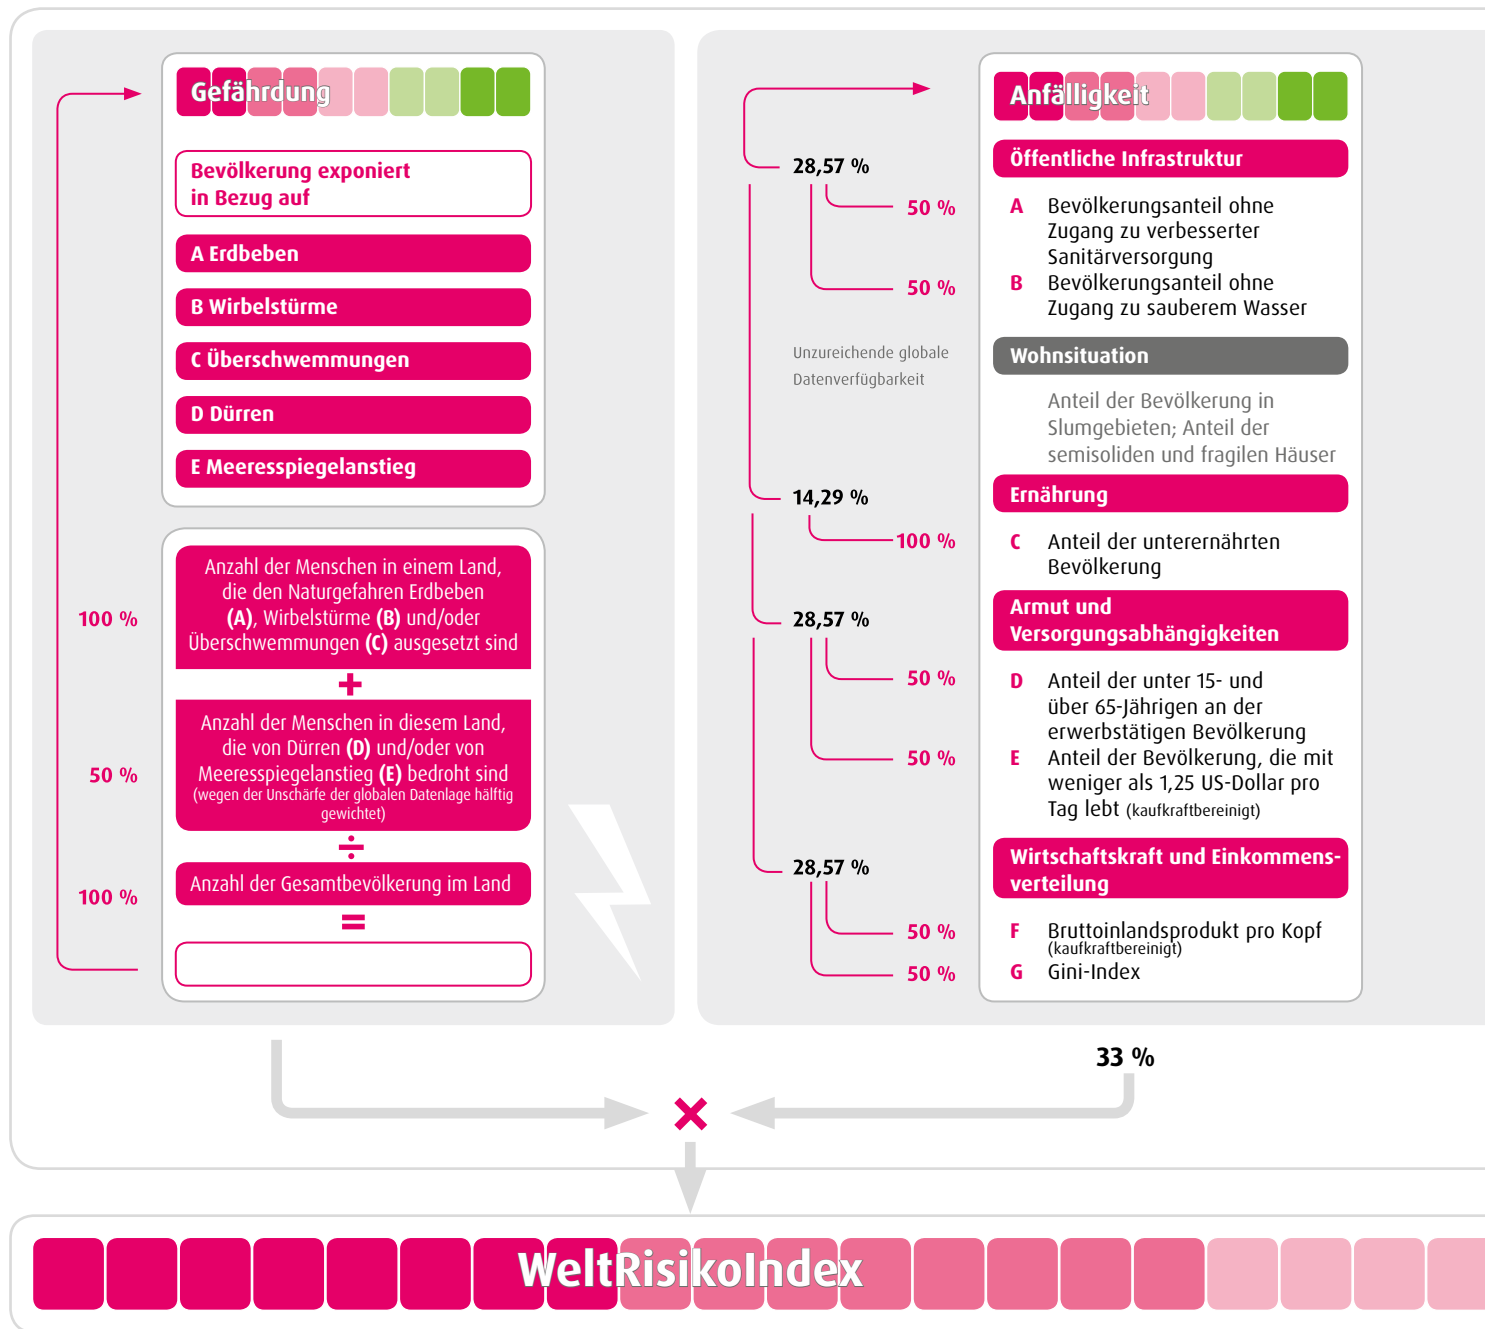 Gefährdung
Bevölkerung exponiert
in Bezug auf
A Erdbeben
B Wirbelstürme
C Überschwemmungen
D Dürren
E Meeresspiegelanstieg
100 %
Anzahl der Menschen in einem Land,
die den Naturgefahren Erdbeben
(A), Wirbelstürme (B) und/oder
Überschwemmungen (C) ausgesetzt sind
+
50 %
Anzahl der Menschen in diesem Land,
die von Dürren (D) und/oder von
Meeresspiegelanstieg (E) bedroht sind
(wegen der Unschärfe der globalen Datenlage hälftig
gewichtet)
÷
100 %
Anzahl der Gesamtbevölkerung im Land
=
Anfälligkeit
28,57 %
Öffentliche Infrastruktur
50 %
A Bevölkerungsanteil ohne
Zugang zu verbesserter
Sanitärversorgung
50 %
B Bevölkerungsanteil ohne
Zugang zu sauberem Wasser
Unzureichende globale
Datenverfügbarkeit
Wohnsituation
Anteil der Bevölkerung in
Slumgebieten; Anteil der
semisoliden und fragilen Häuser
14,29 %
Ernährung
100 %
C Anteil der unterernährten
Bevölkerung
28,57 %
Armut und
Versorgungsabhängigkeiten
50 %
D Anteil der unter 15- und
über 65-Jährigen an der
erwerbstätigen Bevölkerung
50 %
E Anteil der Bevölkerung, die mit
weniger als 1,25 US-Dollar pro
Tag lebt (kaufkraftbereinigt)
28,57 %
Wirtschaftskraft und Einkommens-
verteilung
50 %
F Bruttoinlandsprodukt pro Kopf
(kaufkraftbereinigt)
50 %
G Gini-Index
33 %
×
WeltRisikoIndex